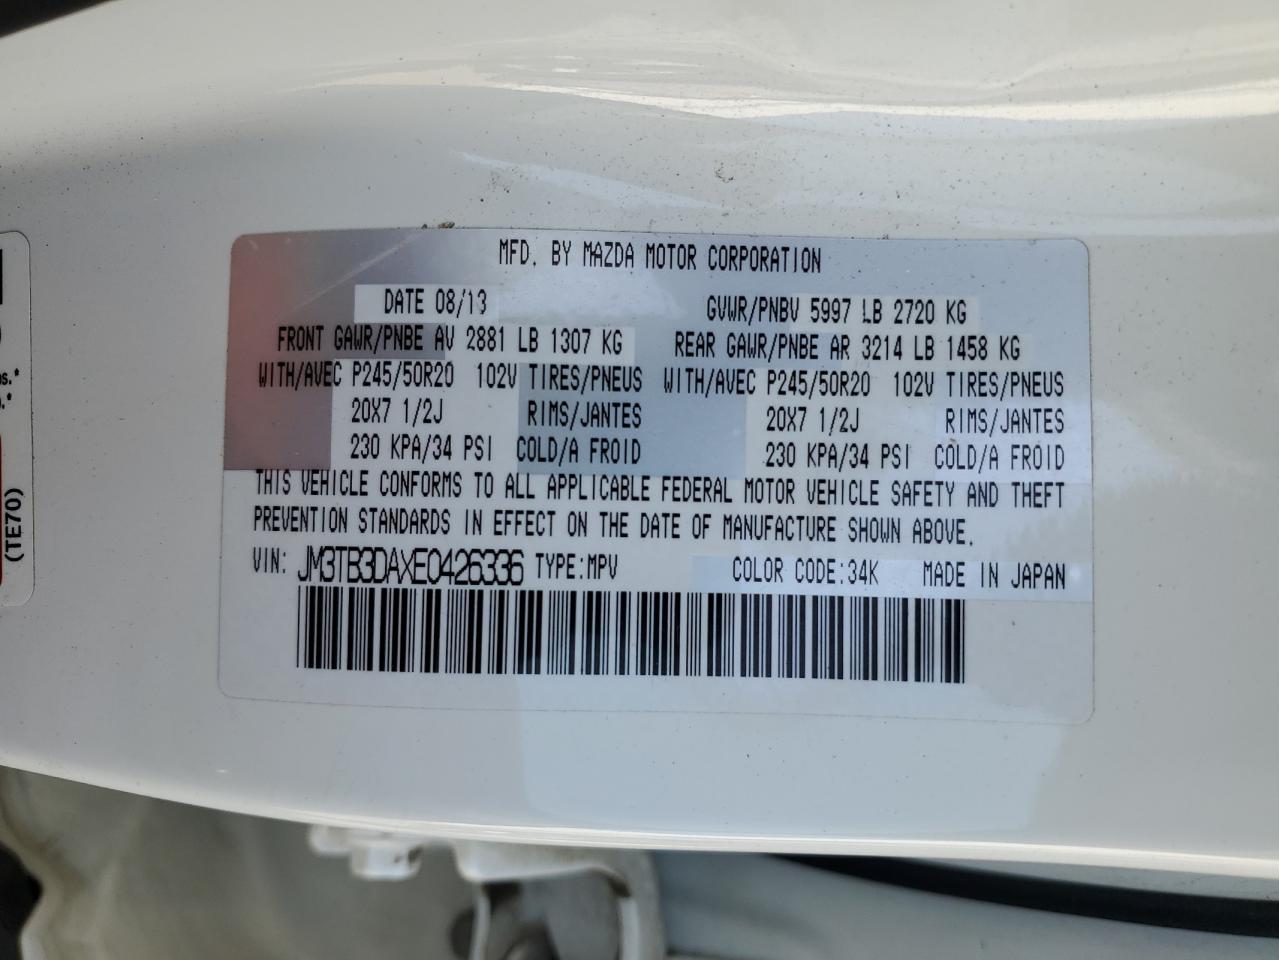 MFD. BY MAZDA MOTOR CORPORATION
DATE 08/13 GVWR/PNBV 5997 LB 2720 KG
FRONT GAWR/PNBE AV 2881 LB 1307 KG REAR GAWR/PNBE AR 3214 LB 1458 KG
WITH/AVEC P245/50R20 102V TIRES/PNEUS WITH/AVEC P245/50R20 102V TIRES/PNEUS
20X7 1/2J RIMS/JANTES 20X7 1/2J RIMS/JANTES
230 KPA/34 PSI COLD/A FROID 230 KPA/34 PSI COLD/A FROID
THIS VEHICLE CONFORMS TO ALL APPLICABLE FEDERAL MOTOR VEHICLE SAFETY AND THEFT
PREVENTION STANDARDS IN EFFECT ON THE DATE OF MANUFACTURE SHOWN ABOVE.
VIN: JM3TB3DAXE0426336 TYPE:MPV COLOR CODE:34K MADE IN JAPAN
(TE70)